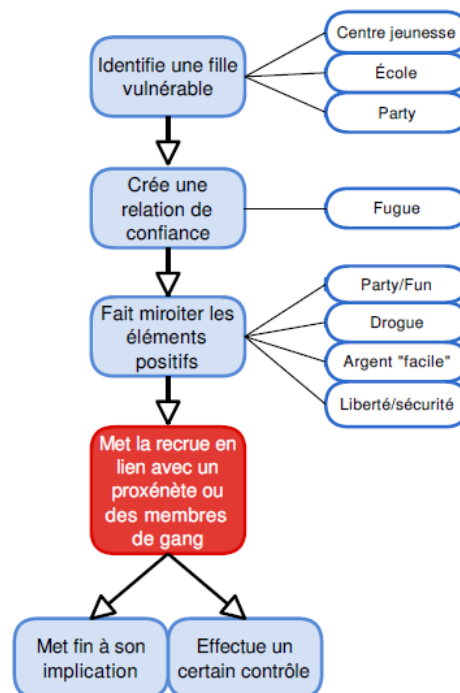 Identifie une fille
vulnérable
Centre jeunesse
École
Party
Crée une
relation de
confiance
Fugue
Fait miroiter les
éléments
positifs
Party/Fun
Drogue
Argent "facile"
Liberté/sécurité
Met la recrue en
lien avec un
proxénète ou
des membres
de gang
Met fin à son
implication
Effectue un
certain contrôle